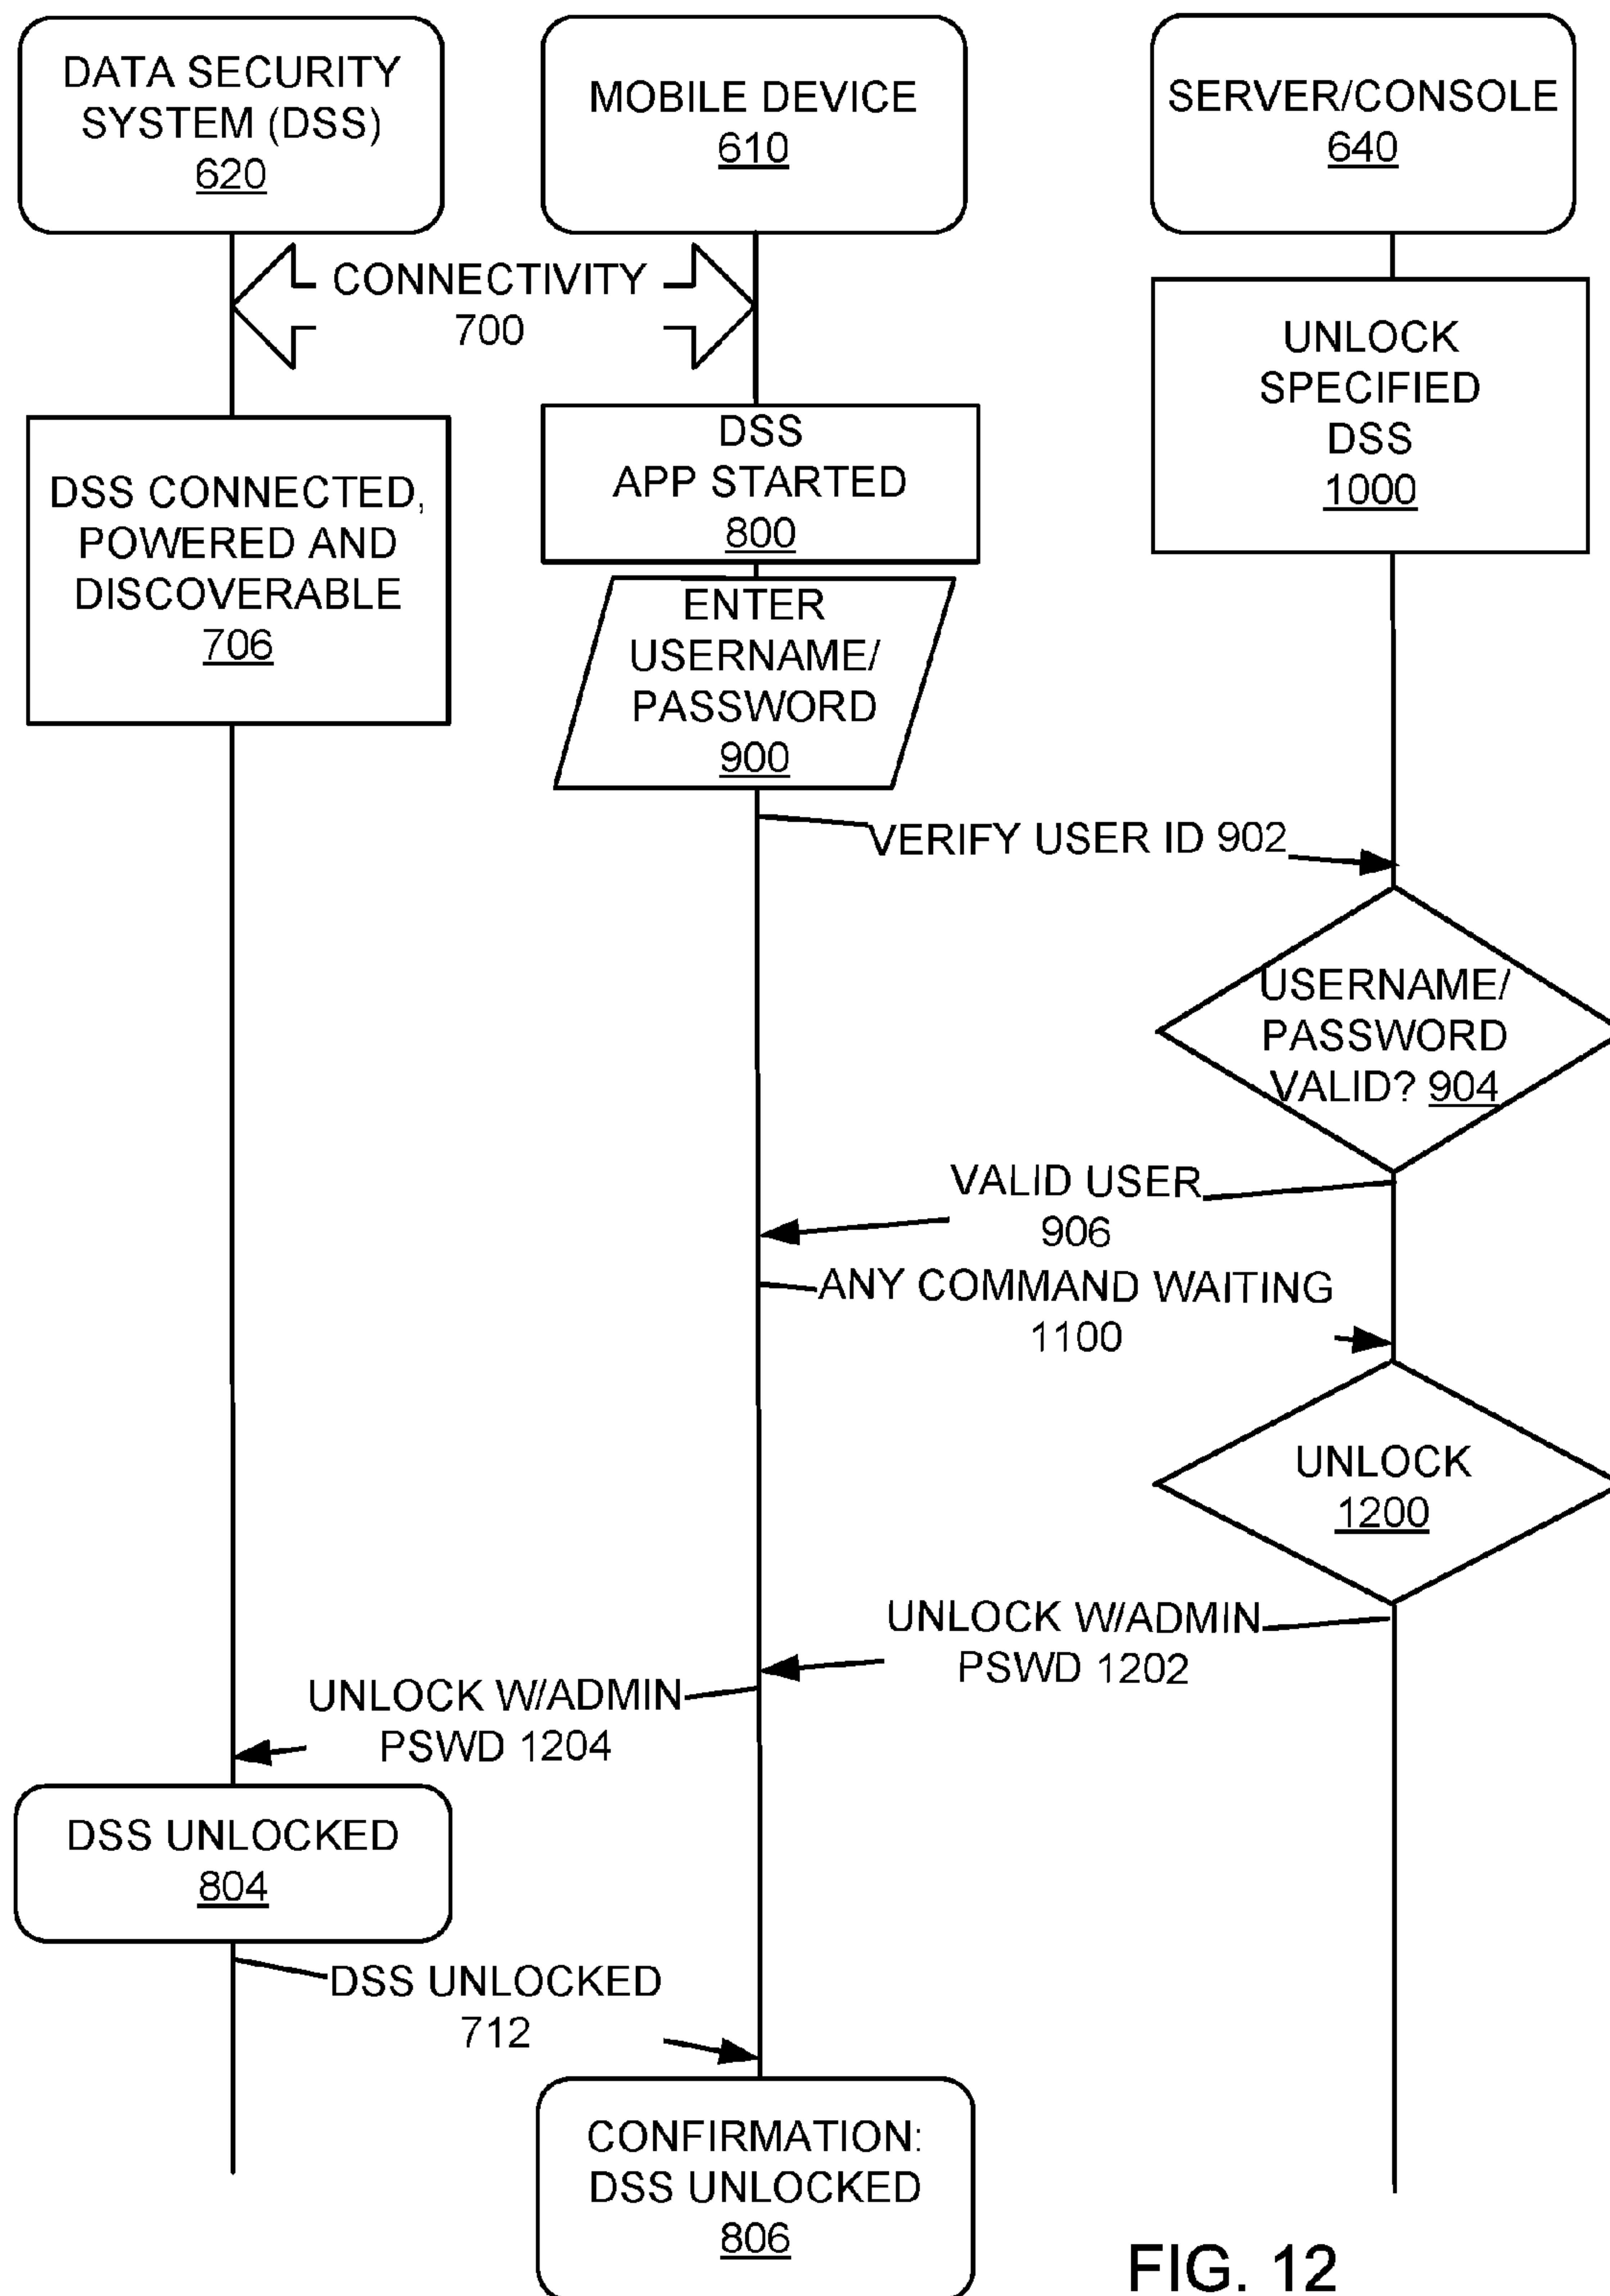 DATA SECURITY
SYSTEM (DSS)
620
MOBILE DEVICE
610
SERVER/CONSOLE
640
CONNECTIVITY
700
UNLOCK
SPECIFIED
DSS
1000
DSS CONNECTED,
POWERED AND
DISCOVERABLE
706
DSS
APP STARTED
800
ENTER
USERNAME/
PASSWORD
900
VERIFY USER ID 902
USERNAME/
PASSWORD
VALID? 904
VALID USER
906
ANY COMMAND WAITING
1100
UNLOCK
1200
UNLOCK W/ADMIN
PSWD 1202
UNLOCK W/ADMIN
PSWD 1204
DSS UNLOCKED
804
DSS UNLOCKED
712
CONFIRMATION:
DSS UNLOCKED
806
FIG. 12